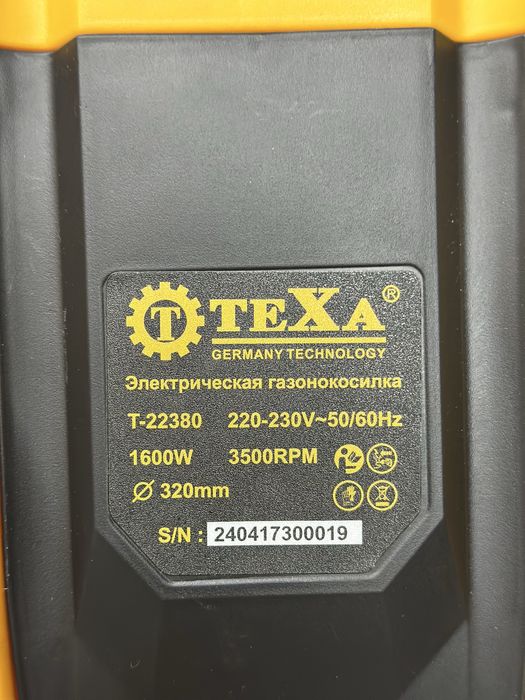 T TEXA ®
GERMANY TECHNOLOGY
Электрическая газонокосилка
T-22380 220-230V~50/60Hz
1600W 3500RPM
Ø 320mm
S/N : 240417300019